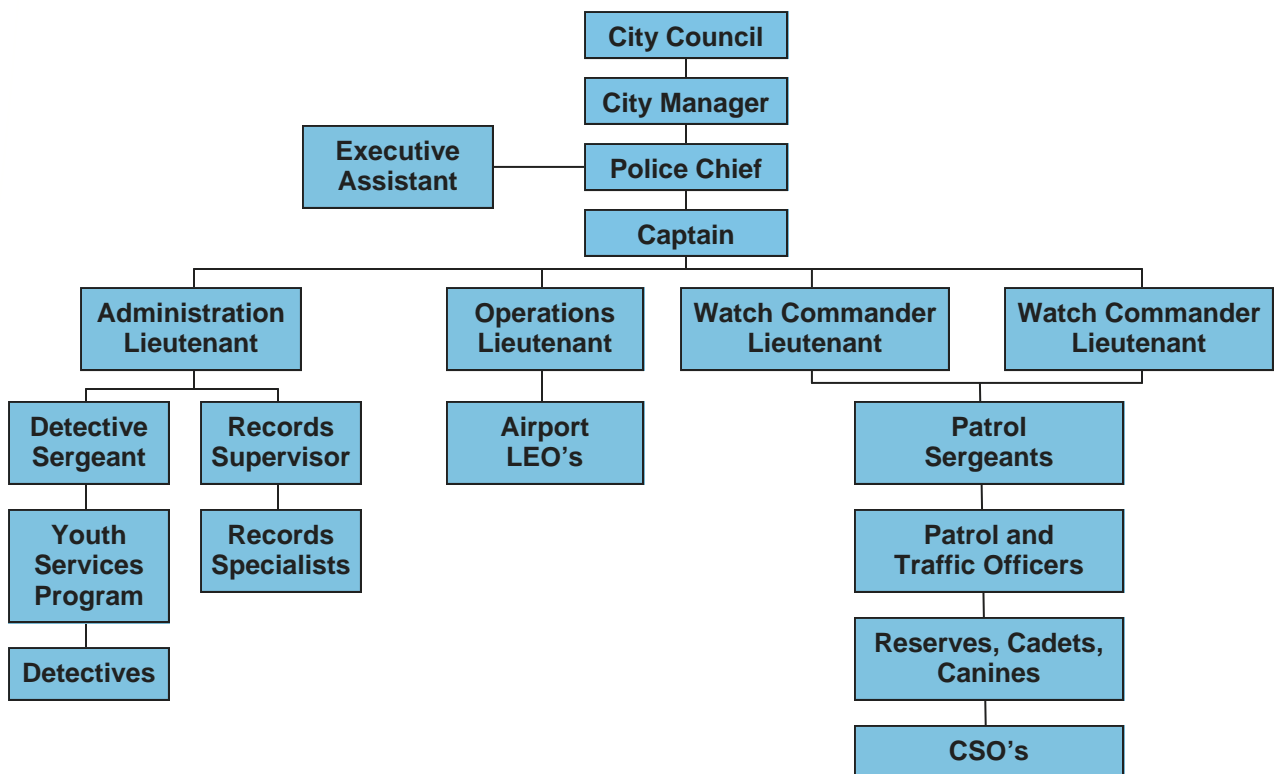 City Council
City Manager
Executive
Assistant
Police Chief
Captain
Administration
Lieutenant
Operations
Lieutenant
Watch Commander
Lieutenant
Watch Commander
Lieutenant
Detective
Sergeant
Records
Supervisor
Airport
LEO's
Patrol
Sergeants
Youth
Services
Program
Records
Specialists
Patrol and
Traffic Officers
Detectives
Reserves, Cadets,
Canines
CSO's